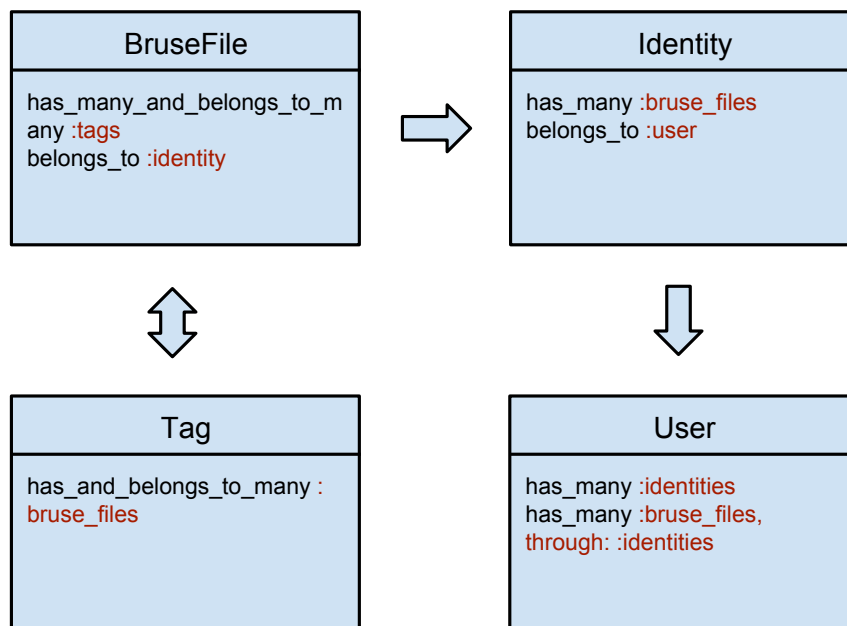 BruseFile
has_many_and_belongs_to_m
any :tags
belongs_to :identity
Identity
has_many :bruse_files
belongs_to :user
Tag
has_and_belongs_to_many :
bruse_files
User
has_many :identities
has_many :bruse_files,
through: :identities